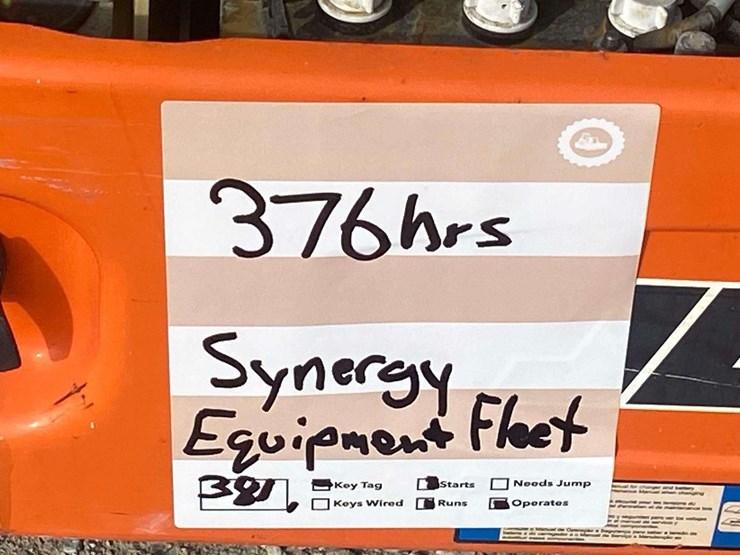 376hrs
Synergy
Equipment Fleet
381
Key Tag
Starts
Needs Jump
Keys Wired
Runs
Operates